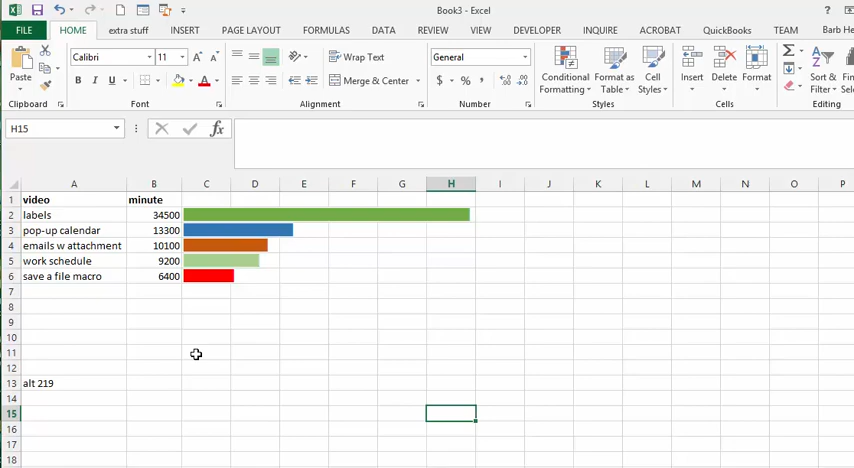 Book3 - Excel
?
FILE HOME extra stuff INSERT PAGE LAYOUT FORMULAS DATA REVIEW VIEW DEVELOPER INQUIRE ACROBAT QuickBooks TEAM Barb He
Paste
Calibri 11 A A
B I U A
Wrap Text
Merge & Center
General
$ % ,
Conditional Formatting
Format as Table
Cell Styles
Insert Delete Format
Sort & Filter
Clipboard Font Alignment Number Styles Cells Editing
H15 fx
A B C D E F G H I J K L M N O P
1 video minute
2 labels 34500
3 pop-up calendar 13300
4 emails w attachment 10100
5 work schedule 9200
6 save a file macro 6400
7
8
9
10
11
12
13 alt 219
14
15
16
17
18